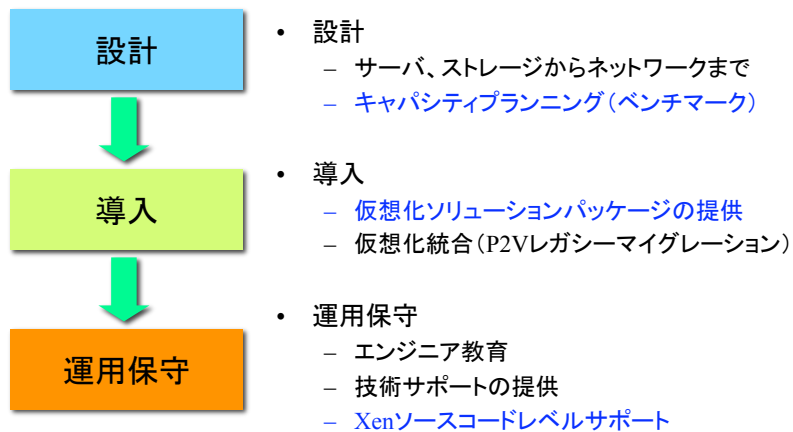 設計
• 設計
– サーバ、ストレージからネットワークまで
– キャパシティプランニング（ベンチマーク）
導入
• 導入
– 仮想化ソリューションパッケージの提供
– 仮想化統合（P2Vレガシーマイグレーション）
運用保守
• 運用保守
– エンジニア教育
– 技術サポートの提供
– Xenソースコードレベルサポート